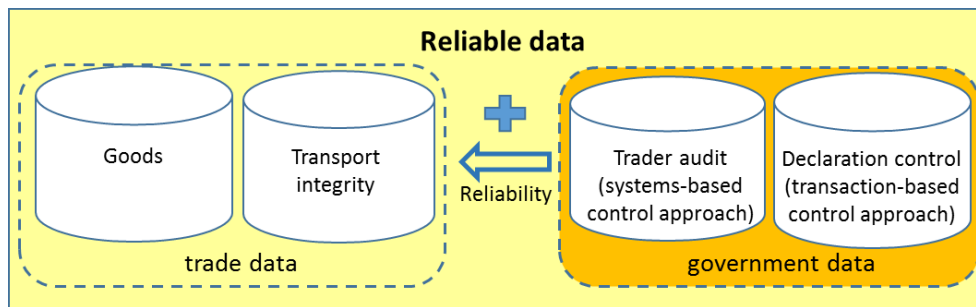 Reliable data
Goods
Transport
integrity
trade data
Reliability
Trader audit
(systems-based
control approach)
Declaration control
(transaction-based
control approach)
government data